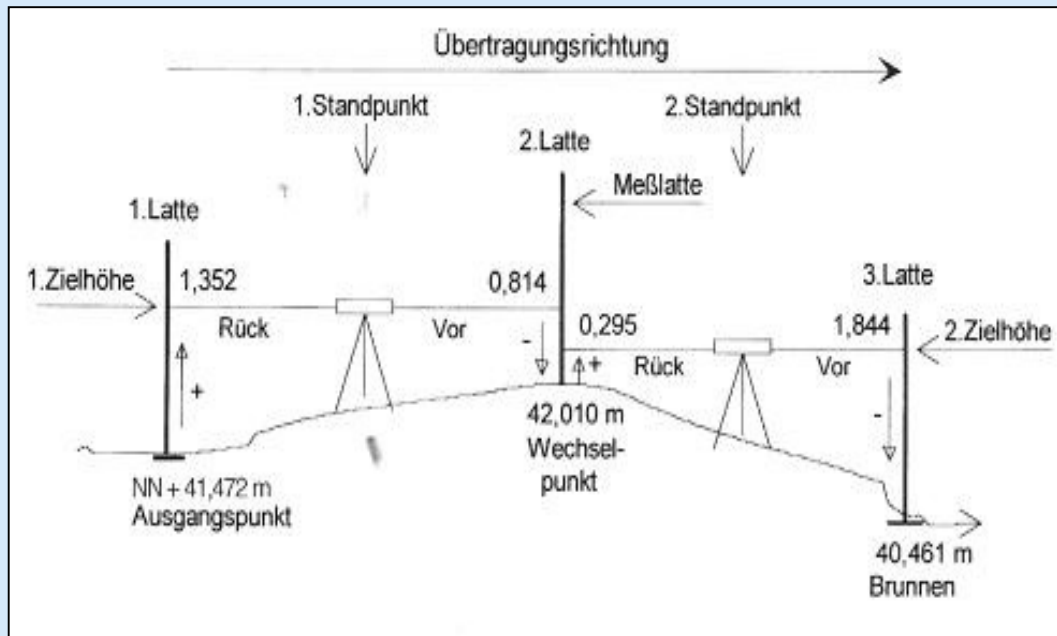 Übertragungsrichtung
1.Standpunkt
2.Standpunkt
2.Latte
Meßlatte
1.Latte
1.Zielhöhe
1,352
0,814
3.Latte
Rück
Vor
-
0,295
1,844
2.Zielhöhe
+
+
Rück
Vor
-
42,010 m
Wechsel-
punkt
NN + 41,472 m
Ausgangspunkt
40,461 m
Brunnen